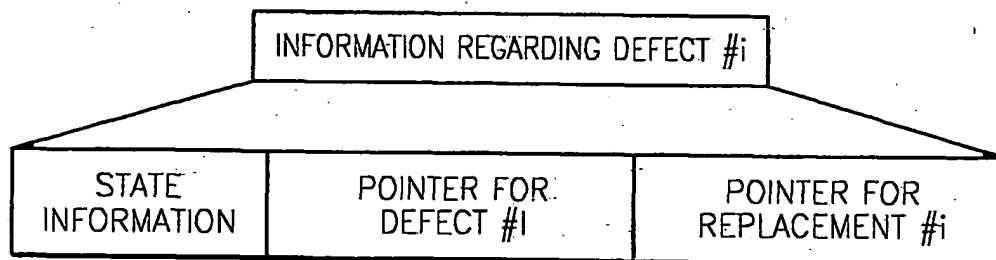 INFORMATION REGARDING DEFECT #i
STATE
INFORMATION
POINTER FOR
DEFECT #I
POINTER FOR
REPLACEMENT #i